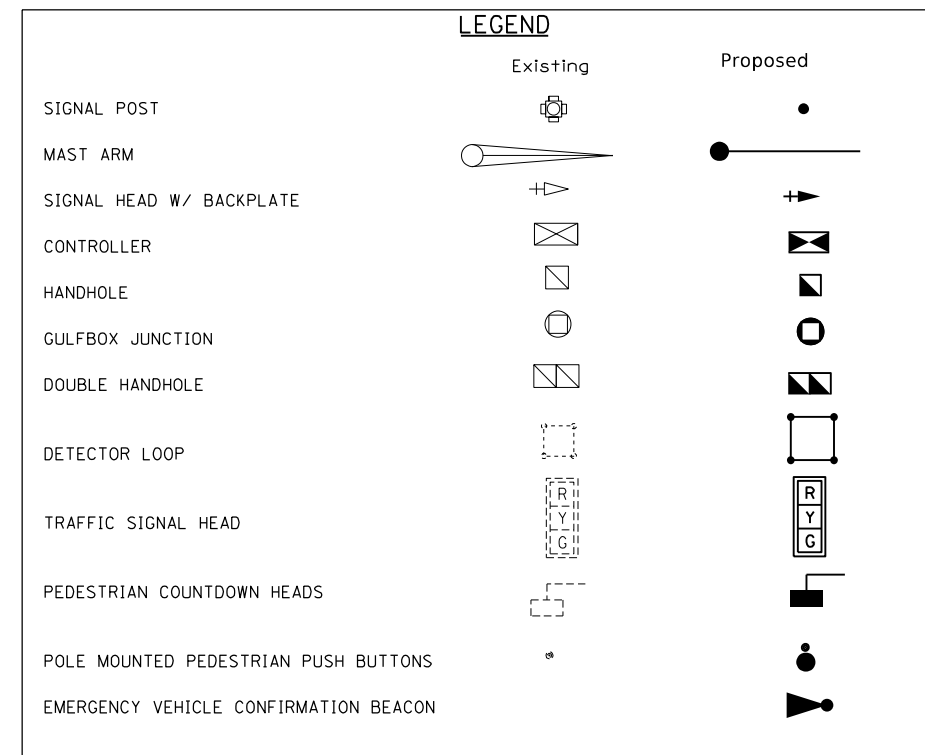 LEGEND
Existing Proposed
SIGNAL POST
MAST ARM
SIGNAL HEAD W/ BACKPLATE
CONTROLLER
HANDHOLE
GULFBOX JUNCTION
DOUBLE HANDHOLE
DETECTOR LOOP
R R
TRAFFIC SIGNAL HEAD Y Y
G G
PEDESTRIAN COUNTDOWN HEADS
POLE MOUNTED PEDESTRIAN PUSH BUTTONS
EMERGENCY VEHICLE CONFIRMATION BEACON